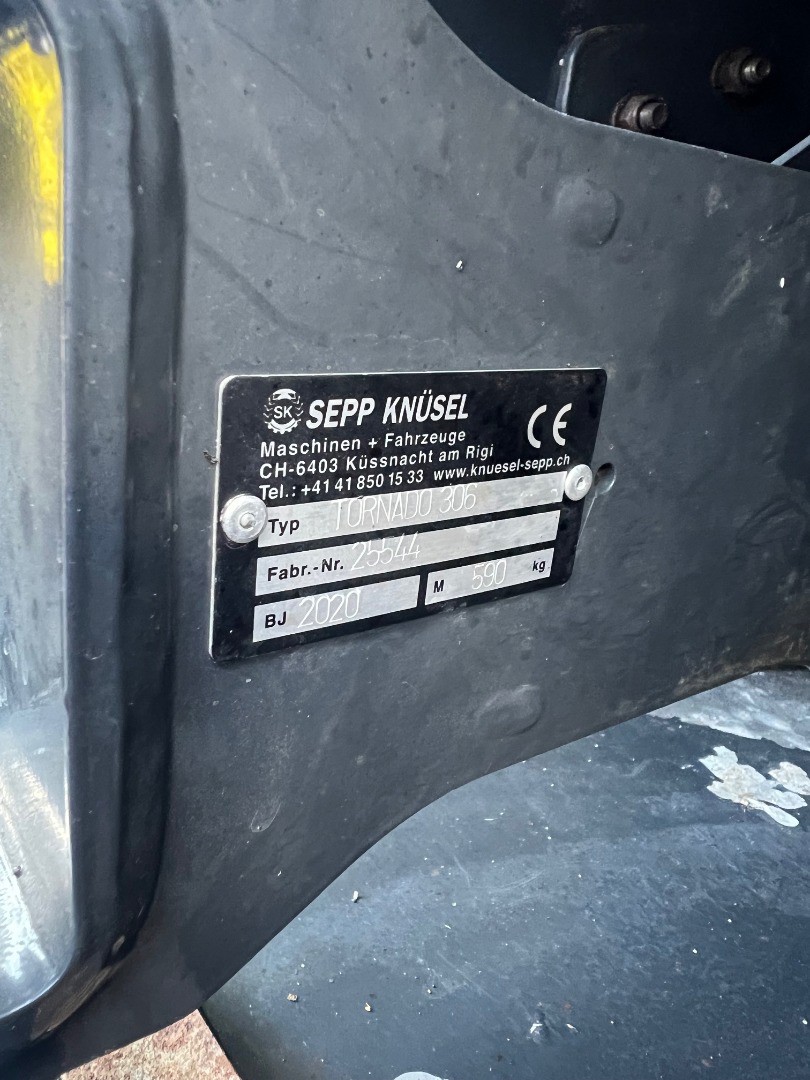 SK SEPP KNÜSEL
CE
Maschinen + Fahrzeuge
CH-6403 Küssnacht am Rigi
Tel.: +41 41 850 15 33 www.knuesel-sepp.ch
Typ TORNADO 306
Fabr.-Nr. 25544
BJ 2020 M 590 kg